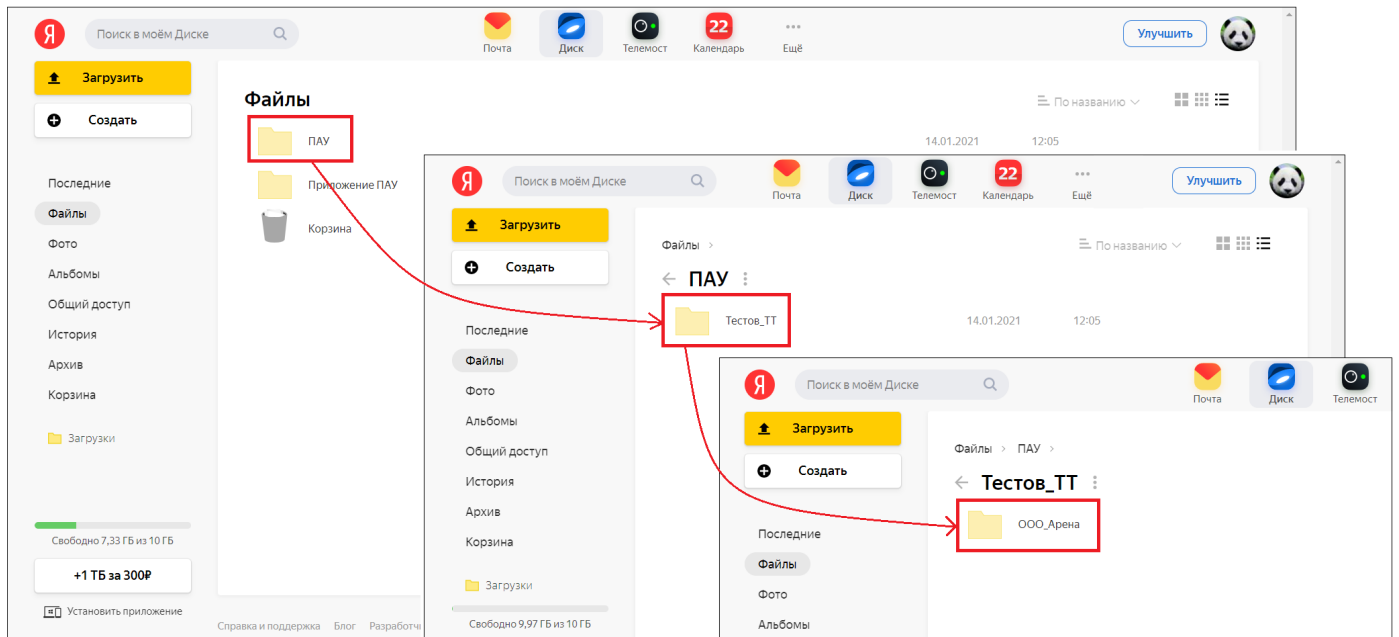 Я Поиск в моём Диске
22
Почта Диск Телемост Календарь Ещё
Улучшить
Загрузить
Создать
Последние
Файлы
Фото
Альбомы
Общий доступ
История
Архив
Корзина
Загрузки
Свободно 7,33 ГБ из 10 ГБ
+1 ТБ за 300₽
Установить приложение
Файлы
По названию
ПАУ 14.01.2021 12:05
Приложение ПАУ
Корзина
Справка и поддержка Блог
Я Поиск в моём Диске
22
Почта Диск Телемост Календарь Ещё
Улучшить
Загрузить
Создать
Последние
Файлы
Фото
Альбомы
Общий доступ
История
Архив
Корзина
Загрузки
Свободно 9,97 ГБ из 10 ГБ
Файлы >
По названию
← ПАУ
Тестов_ТТ 14.01.2021 12:05
Я Поиск в моём Диске
Почта Диск Телемост
Загрузить
Создать
Последние
Файлы
Фото
Альбомы
Файлы > ПАУ >
← Тестов_ТТ
ООО_Арена